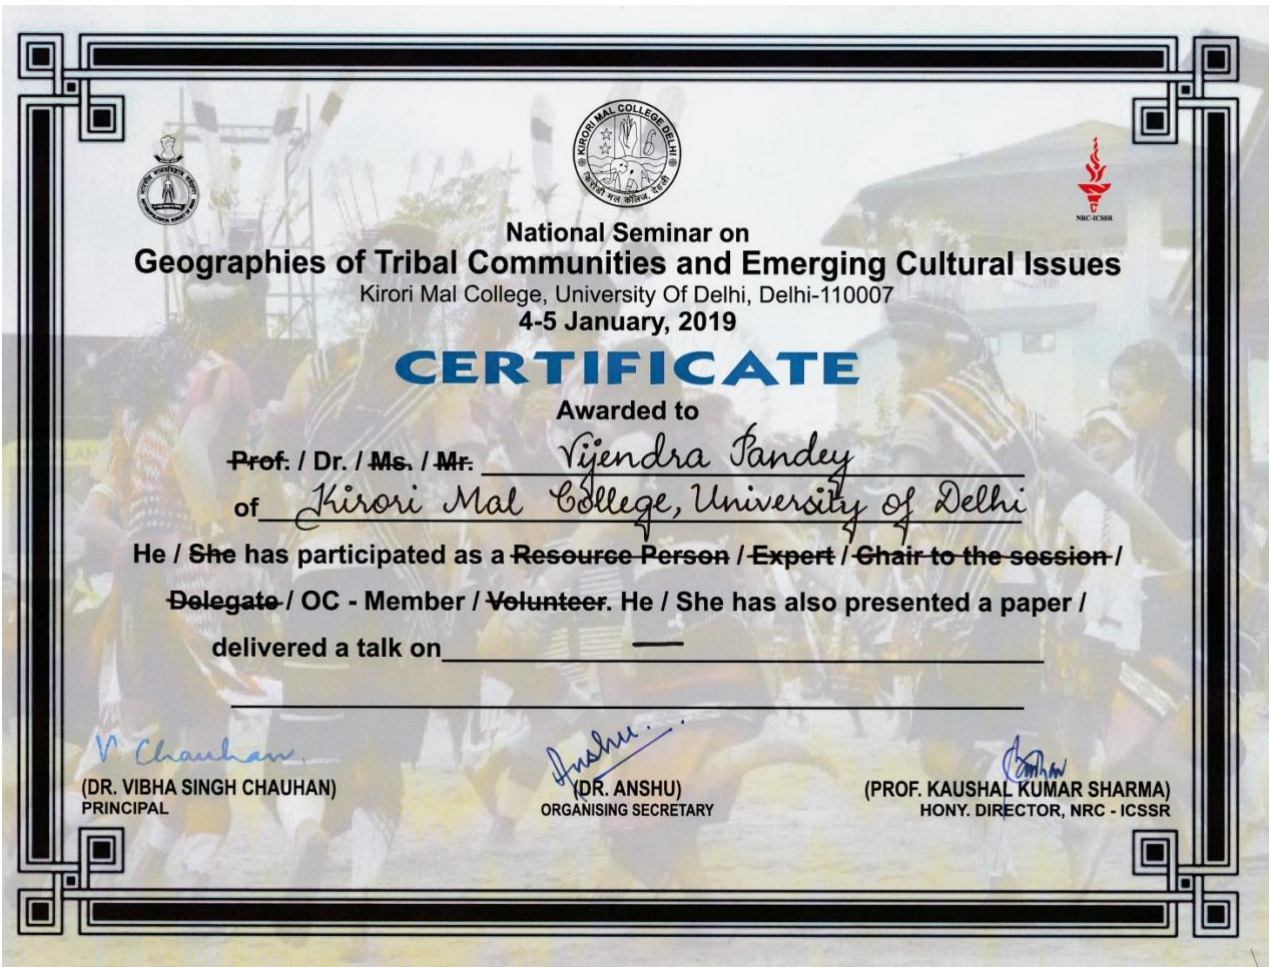 KIRORI MAL COLLEGE DELHI
किरोड़ी मल कॉलेज, देहली
NRC-ICSSR
National Seminar on
Geographies of Tribal Communities and Emerging Cultural Issues
Kirori Mal College, University Of Delhi, Delhi-110007
4-5 January, 2019
CERTIFICATE
Awarded to
Prof. / Dr. / Ms. / Mr. Vijendra Pandey
of Kirori Mal College, University of Delhi
He / She has participated as a Resource Person / Expert / Chair to the session /
Delegate / OC - Member / Volunteer. He / She has also presented a paper /
delivered a talk on —
V. Chauhan
Anshu
(DR. VIBHA SINGH CHAUHAN) (DR. ANSHU) (PROF. KAUSHAL KUMAR SHARMA)
PRINCIPAL ORGANISING SECRETARY HONY. DIRECTOR, NRC - ICSSR